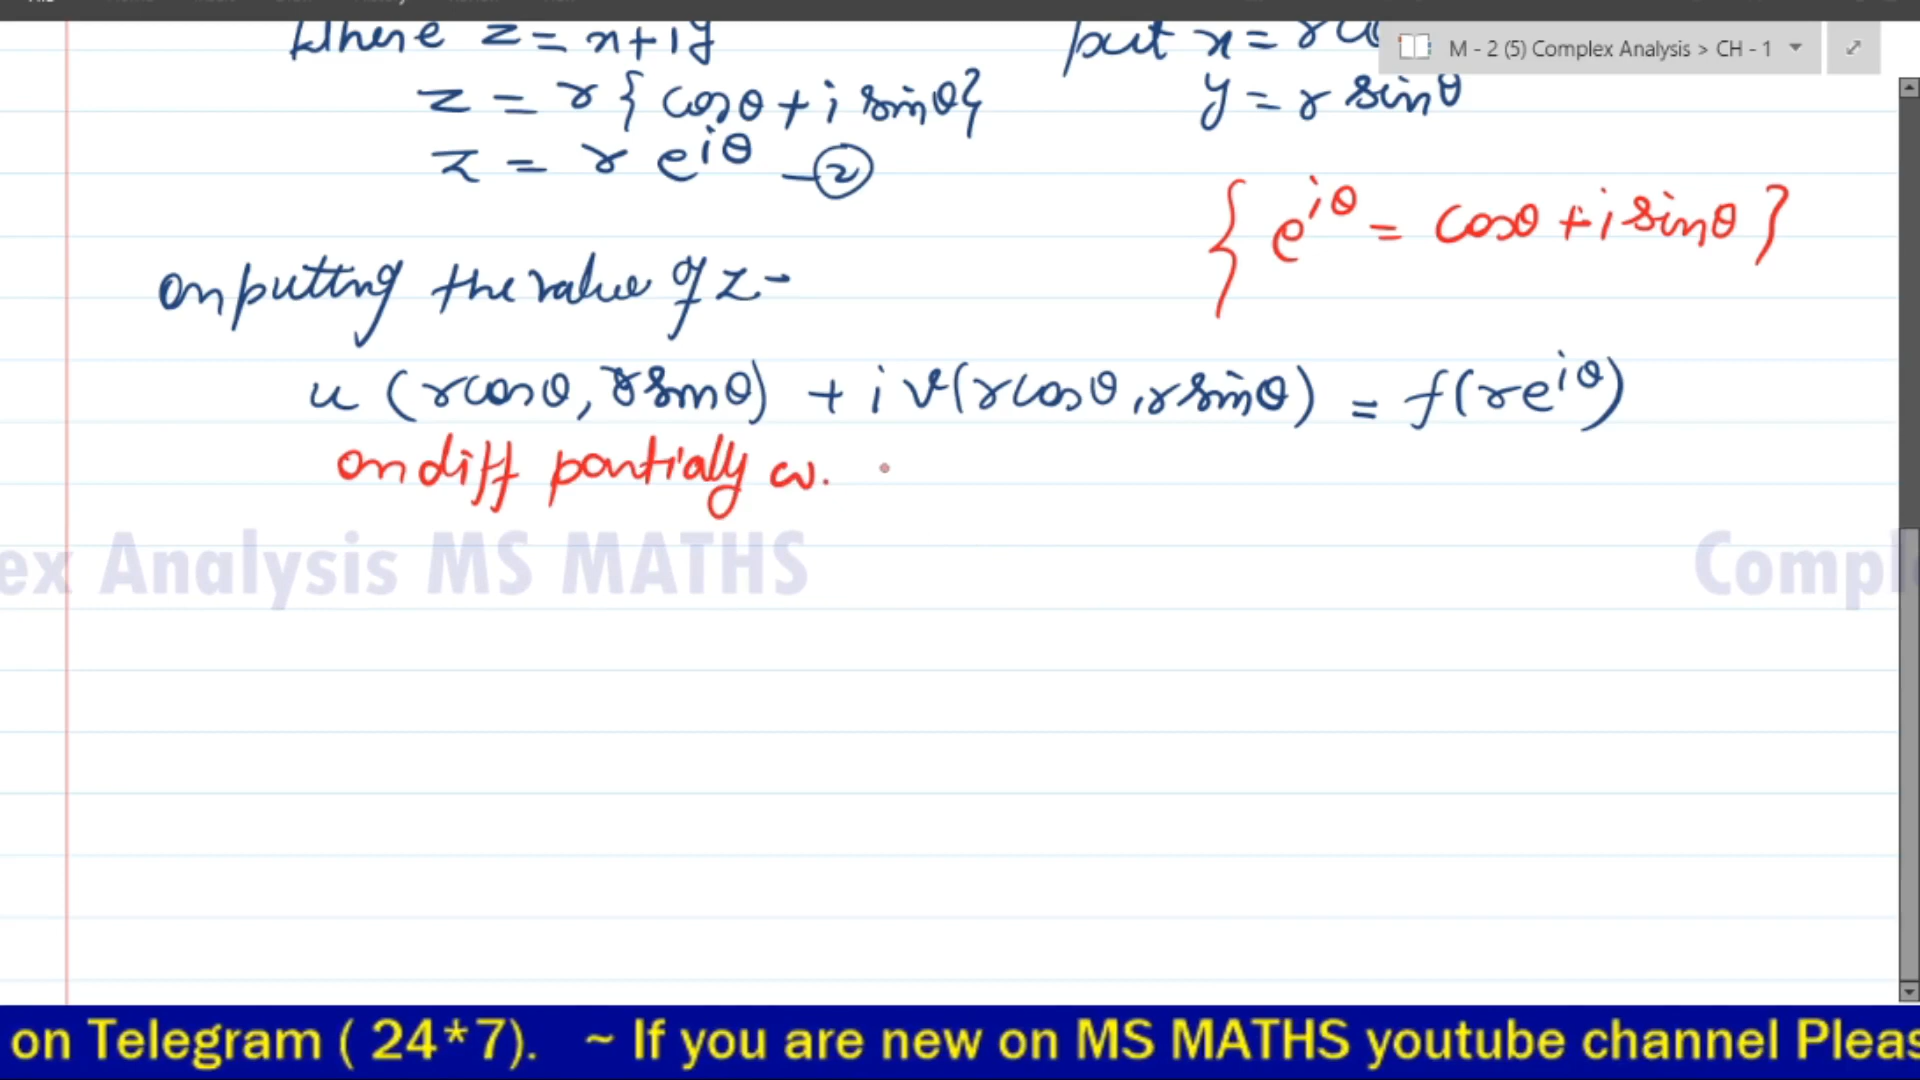 where z = x+iy
put x = r co
M - 2 (5) Complex Analysis > CH - 1
z = r { cosθ + i sinθ}
y = r sinθ
z = r e^{iθ} — ②
{ e^{iθ} = cosθ + i sinθ }
on putting the value of z -
u (r cosθ, r sinθ) + i v(r cosθ, r sinθ) = f(re^{iθ})
on diff partially w.
ex Analysis MS MATHS
Compl
on Telegram ( 24*7). ~ If you are new on MS MATHS youtube channel Pleas